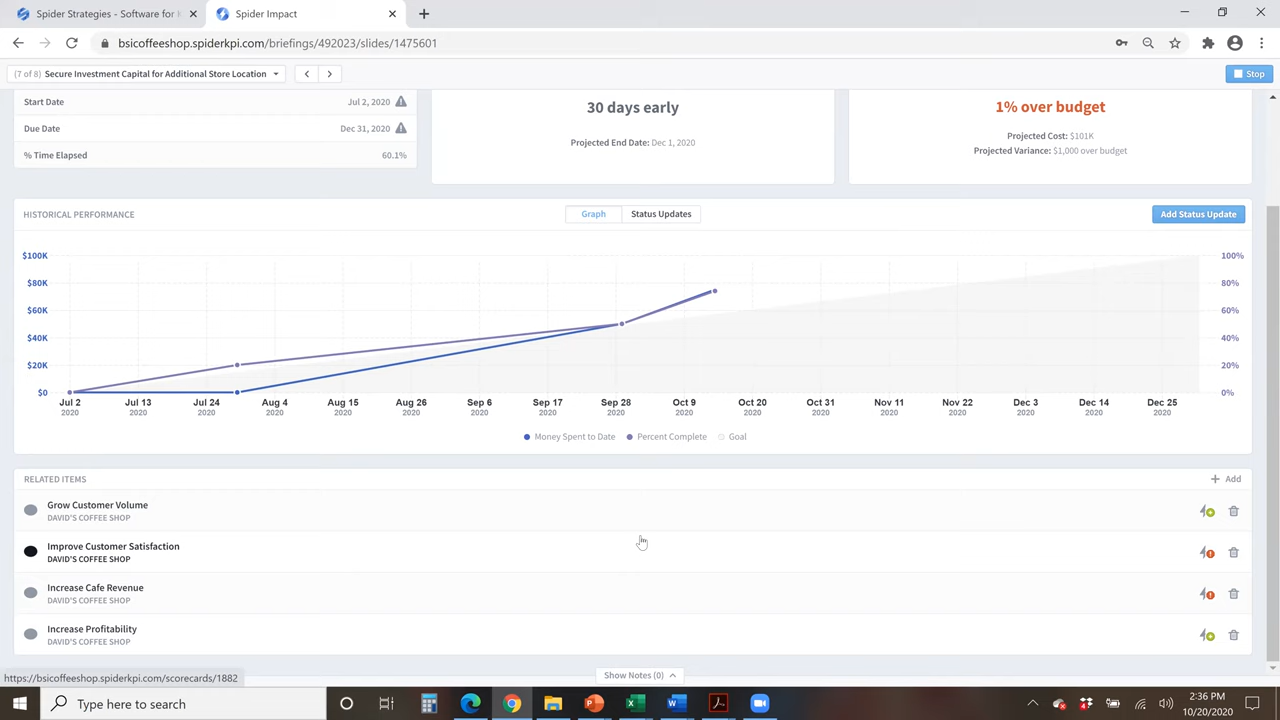 Spider Strategies - Software for
Spider Impact
bsicoffeeshop.spiderkpi.com/briefings/492023/slides/1475601
(7 of 8) Secure Investment Capital for Additional Store Location
Stop
Start Date
Jul 2, 2020
Due Date
Dec 31, 2020
% Time Elapsed
60.1%
30 days early
Projected End Date: Dec 1, 2020
1% over budget
Projected Cost: $101K
Projected Variance: $1,000 over budget
HISTORICAL PERFORMANCE
Graph
Status Updates
Add Status Update
$100K
$80K
$60K
$40K
$20K
$0
100%
80%
60%
40%
20%
0%
Jul 2 Jul 13 Jul 24 Aug 4 Aug 15 Aug 26 Sep 6 Sep 17 Sep 28 Oct 9 Oct 20 Oct 31 Nov 11 Nov 22 Dec 3 Dec 14 Dec 25
2020 2020 2020 2020 2020 2020 2020 2020 2020 2020 2020 2020 2020 2020 2020 2020 2020
Money Spent to Date Percent Complete Goal
RELATED ITEMS
+ Add
Grow Customer Volume
DAVID'S COFFEE SHOP
Improve Customer Satisfaction
DAVID'S COFFEE SHOP
Increase Cafe Revenue
DAVID'S COFFEE SHOP
Increase Profitability
DAVID'S COFFEE SHOP
https://bsicoffeeshop.spiderkpi.com/scorecards/1882
Show Notes (0)
Type here to search
2:36 PM
10/20/2020